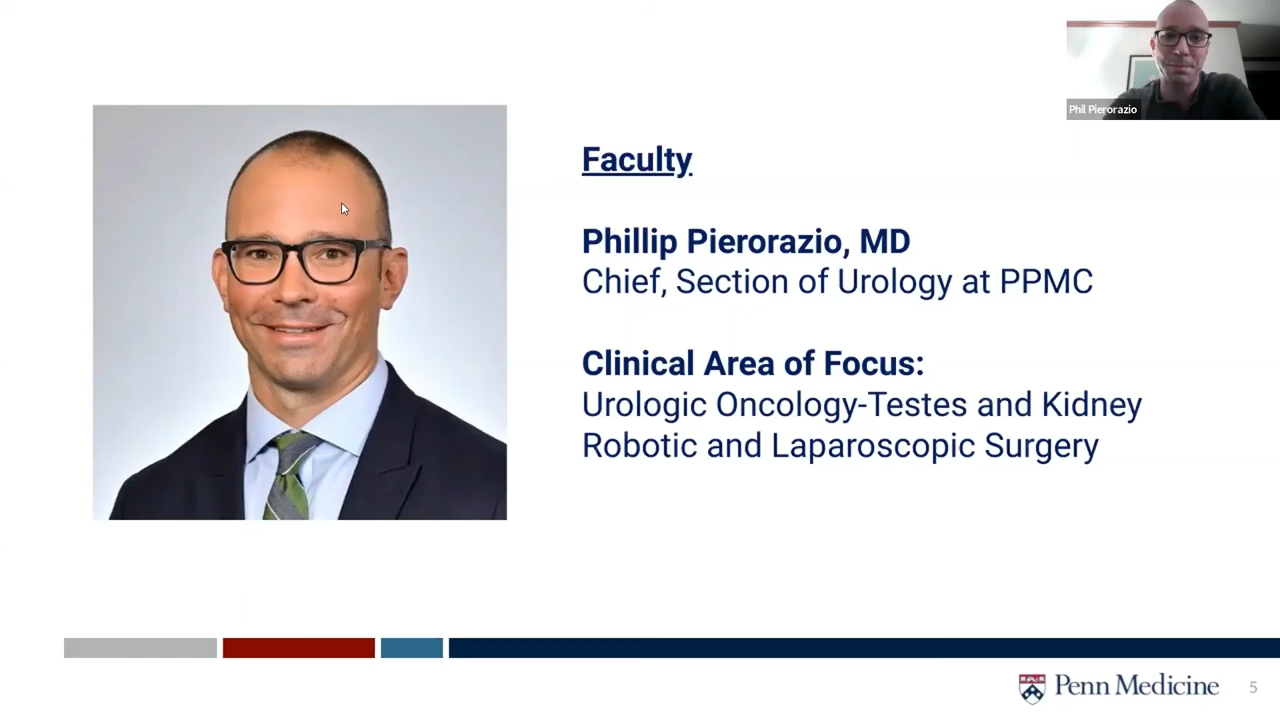 Phil Pierorazio
Faculty
Phillip Pierorazio, MD
Chief, Section of Urology at PPMC
Clinical Area of Focus:
Urologic Oncology-Testes and Kidney
Robotic and Laparoscopic Surgery
Penn Medicine
5